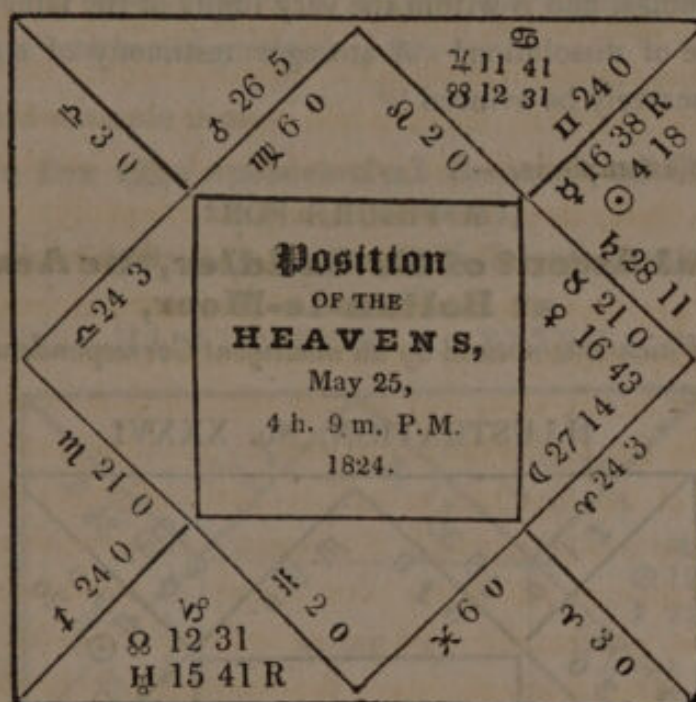 ♋
♃ 11 41
☋ 12 31
♂ 26 5
♍ 6 0
♌ 2 0
♎ 3 0
♊ 24 0
☿ 16 38 R
☉ 4 18
♎ 24 3
Position
OF THE
HEAVENS,
May 25,
4 h. 9 m. P.M.
1824.
♄ 28 11
♉ 21 0
♀ 16 43
☽ 27 14
♈ 24 3
♏ 21 0
♐ 24 0
♑
☊ 12 31
♅ 15 41 R
♒ 2 0
♓ 6 0
♈ 3 0